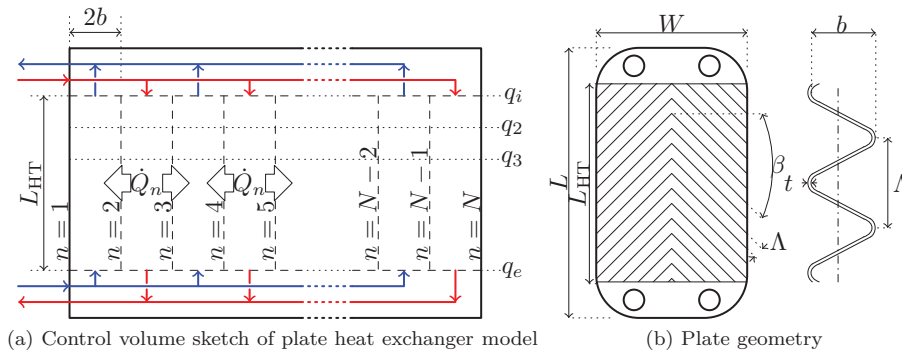 2b
q_i
q_2
q_3
q_e
L_HT
Q̇_n
Q̇_n
n = 1
n = 2
n = 3
n = 4
n = 5
n = N − 2
n = N − 1
n = N
(a) Control volume sketch of plate heat exchanger model
W
L
L_HT
β
Λ
b
t
Λ
(b) Plate geometry